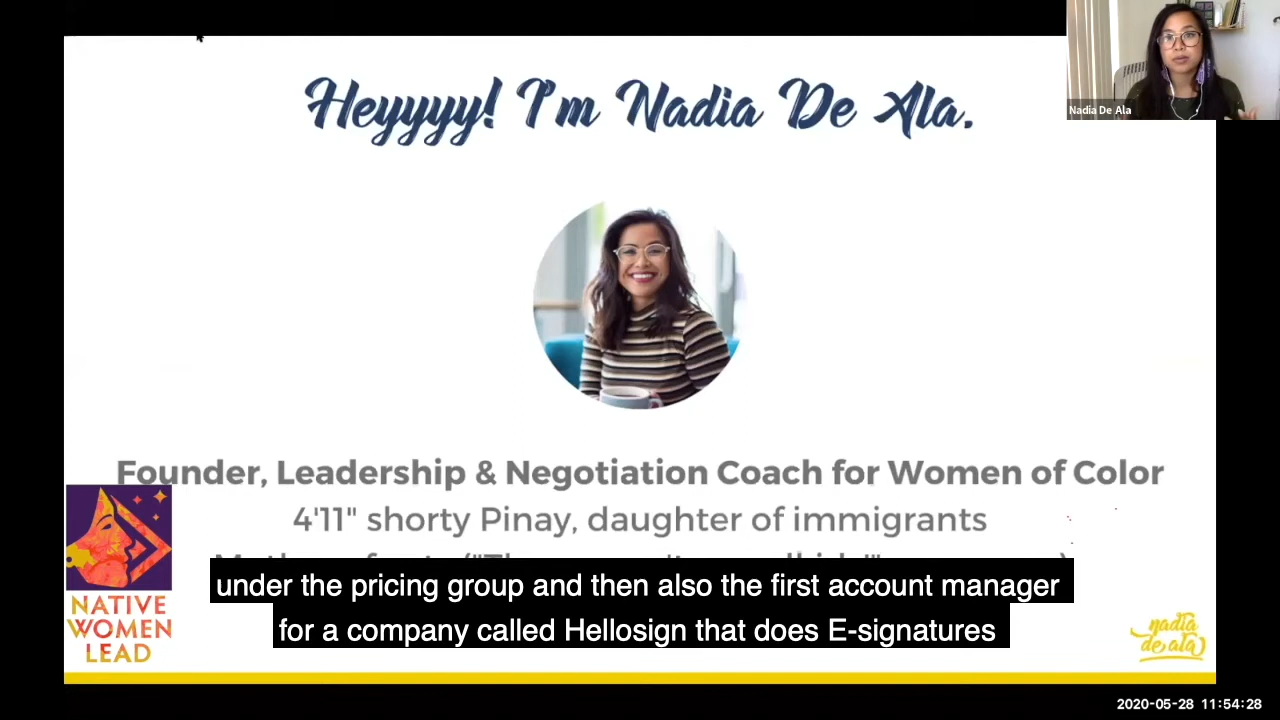 Heyyyy! I'm Nadia De Ala.
Nadia De Ala
Founder, Leadership & Negotiation Coach for Women of Color
4'11" shorty Pinay, daughter of immigrants
under the pricing group and then also the first account manager
for a company called Hellosign that does E-signatures
NATIVE
WOMEN
LEAD
nadia
de ala
2020-05-28 11:54:28